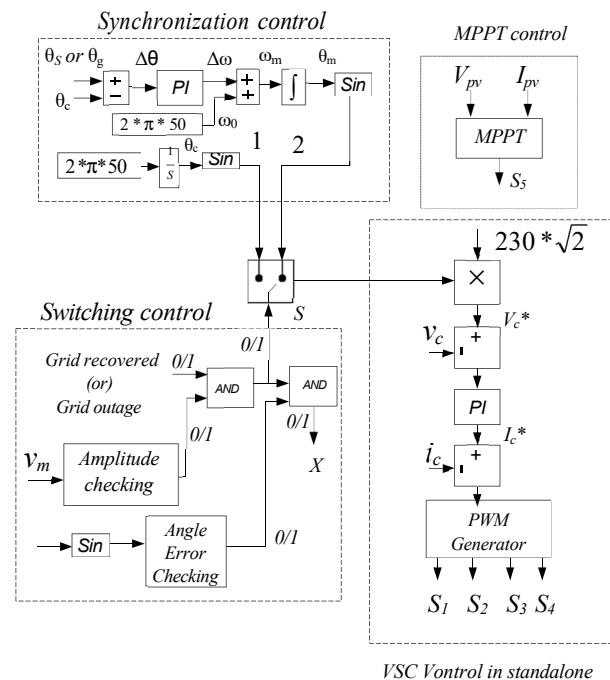 Synchronization control
θS or θg
+
−
θc
Δθ
PI
Δω
+
+
ωm
∫
θm
Sin
2*π*50
ω0
2*π*50
1
s
θc
Sin
1
2
S
MPPT control
Vpv
Ipv
MPPT
S5
Switching control
Grid recovered
(or)
Grid outage
0/1
0/1
AND
0/1
AND
0/1
X
vm
Amplitude
checking
Sin
Angle
Error
Checking
0/1
230*√2
×
Vc*
vc
+
-
PI
Ic*
ic
+
-
PWM
Generator
S1 S2 S3 S4
VSC Vontrol in standalone